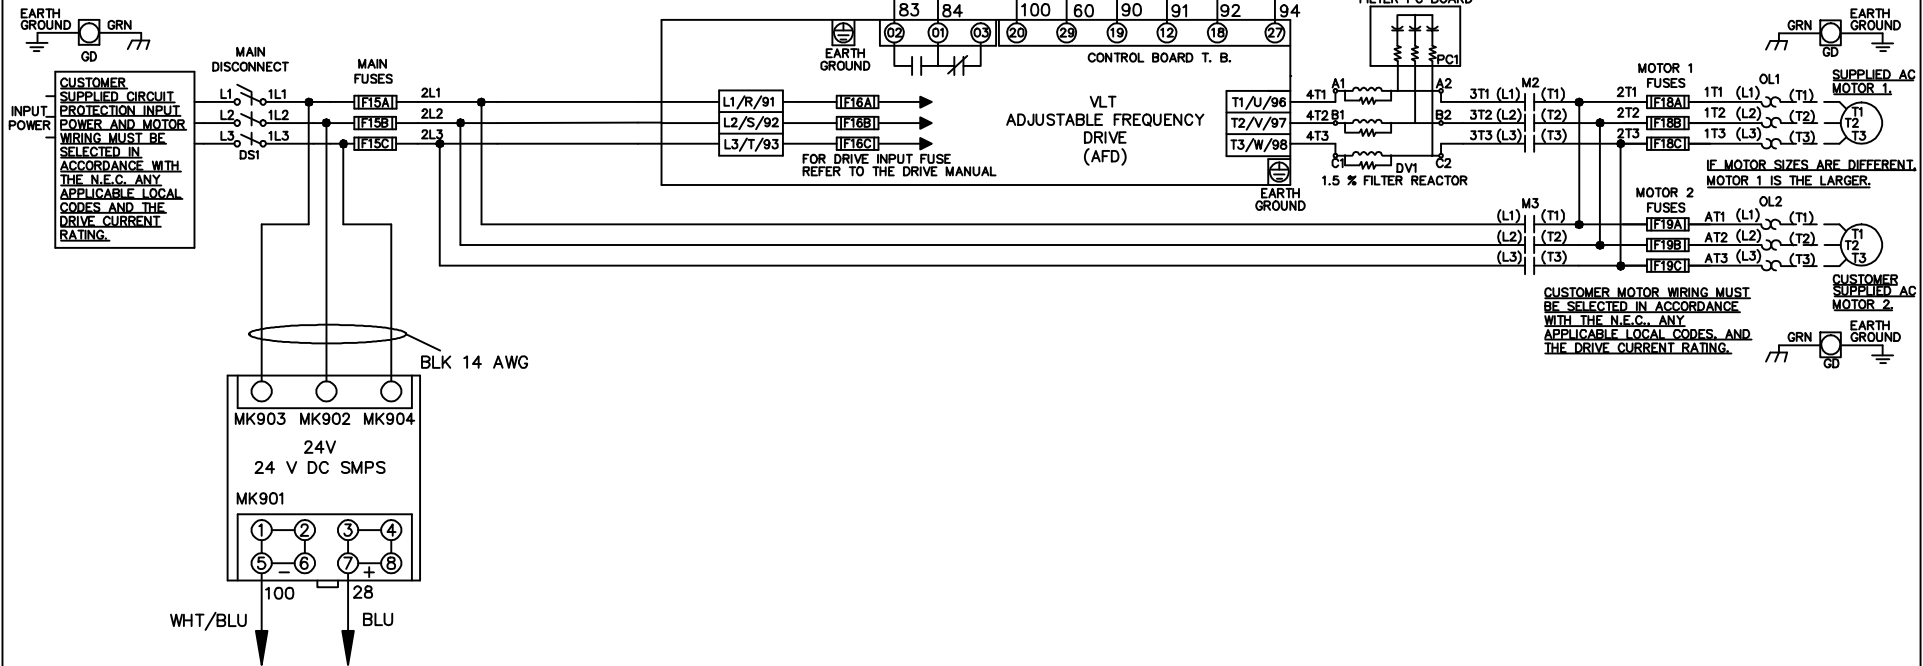 83 84 100 60 90 91 92 94
FILTER PC BOARD
EARTH
GROUND
GRN
GD
02 01 03 20 29 19 12 18 27
EARTH
GROUND
CONTROL BOARD T. B.
PC1
GRN
EARTH
GROUND
GD
MAIN
DISCONNECT
MAIN
FUSES
INPUT
POWER
CUSTOMER
SUPPLIED CIRCUIT
PROTECTION INPUT
POWER AND MOTOR
WIRING MUST BE
SELECTED IN
ACCORDANCE WITH
THE N.E.C. ANY
APPLICABLE LOCAL
CODES AND THE
DRIVE CURRENT
RATING.
L1 1L1 F15A 2L1
L2 1L2 F15B 2L2
L3 1L3 F15C 2L3
DS1
L1/R/91 F16A
L2/S/92 F16B
L3/T/93 F16C
FOR DRIVE INPUT FUSE
REFER TO THE DRIVE MANUAL
VLT
ADJUSTABLE FREQUENCY
DRIVE
(AFD)
T1/U/96 4T1 A1 A2
T2/V/97 4T2 B1 B2
T3/W/98 4T3 C1 C2
EARTH
GROUND
DV1
1.5 % FILTER REACTOR
M2
MOTOR 1
FUSES
OL1
SUPPLIED AC
MOTOR 1.
3T1 (L1) (T1) 2T1 F18A 1T1 (L1) (T1) T1
3T2 (L2) (T2) 2T2 F18B 1T2 (L2) (T2) T2
3T3 (L3) (T3) 2T3 F18C 1T3 (L3) (T3) T3
IF MOTOR SIZES ARE DIFFERENT,
MOTOR 1 IS THE LARGER.
M3
MOTOR 2
FUSES
OL2
(L1) (T1) F19A AT1 (L1) (T1) T1
(L2) (T2) F19B AT2 (L2) (T2) T2
(L3) (T3) F19C AT3 (L3) (T3) T3
CUSTOMER
SUPPLIED AC
MOTOR 2.
CUSTOMER MOTOR WIRING MUST
BE SELECTED IN ACCORDANCE
WITH THE N.E.C., ANY
APPLICABLE LOCAL CODES, AND
THE DRIVE CURRENT RATING.
GRN
EARTH
GROUND
GD
BLK 14 AWG
MK903 MK902 MK904
24V
24 V DC SMPS
MK901
1 2 3 4
5 6 7 8
- +
100 28
WHT/BLU BLU